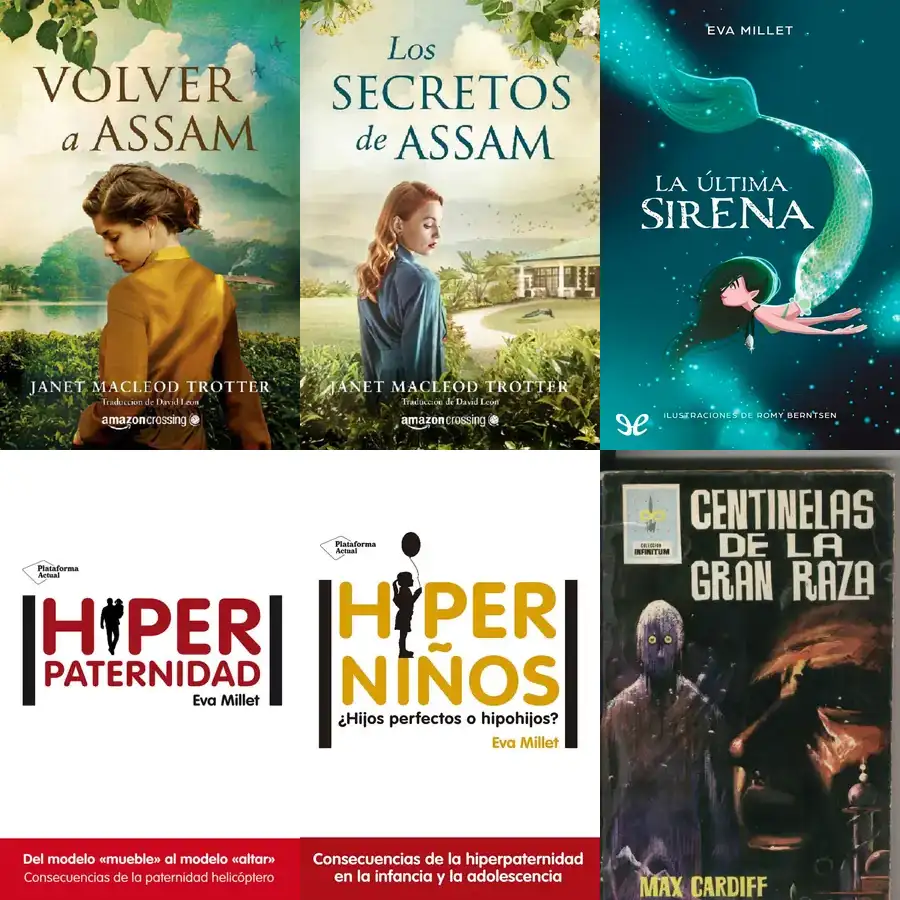 VOLVER
a ASSAM
JANET MACLEOD TROTTER
Traducción de David León
amazoncrossing
Los
SECRETOS
de ASSAM
JANET MACLEOD TROTTER
Traducción de David León
amazoncrossing
EVA MILLET
LA ÚLTIMA
SIRENA
ILUSTRACIONES DE ROMY BERNTSEN
Plataforma
Actual
HIPER
PATERNIDAD
Eva Millet
Del modelo «mueble» al modelo «altar»
Consecuencias de la paternidad helicóptero
Plataforma
Actual
HIPER
NIÑOS
¿Hijos perfectos o hipohijos?
Eva Millet
Consecuencias de la hiperpaternidad
en la infancia y la adolescencia
COLECCION
INFINITUM
CENTINELAS
DE LA
GRAN RAZA
MAX CARDIFF